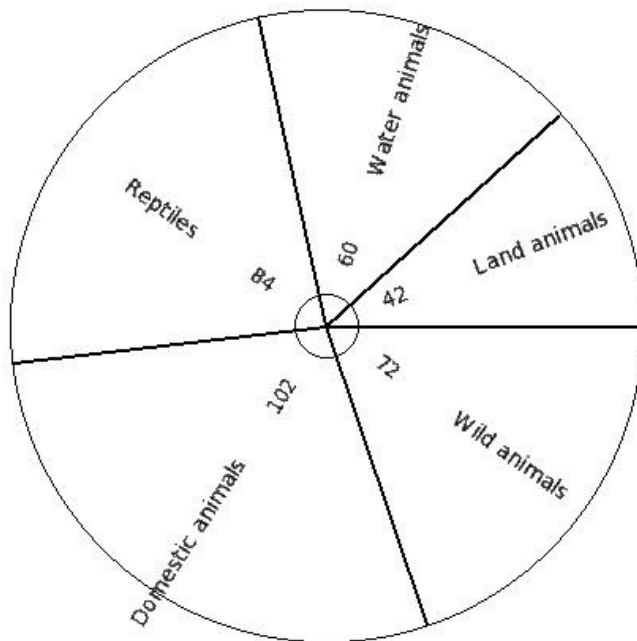 Water animals
60
Land animals
42
Reptiles
84
72
Wild animals
102
Domestic animals